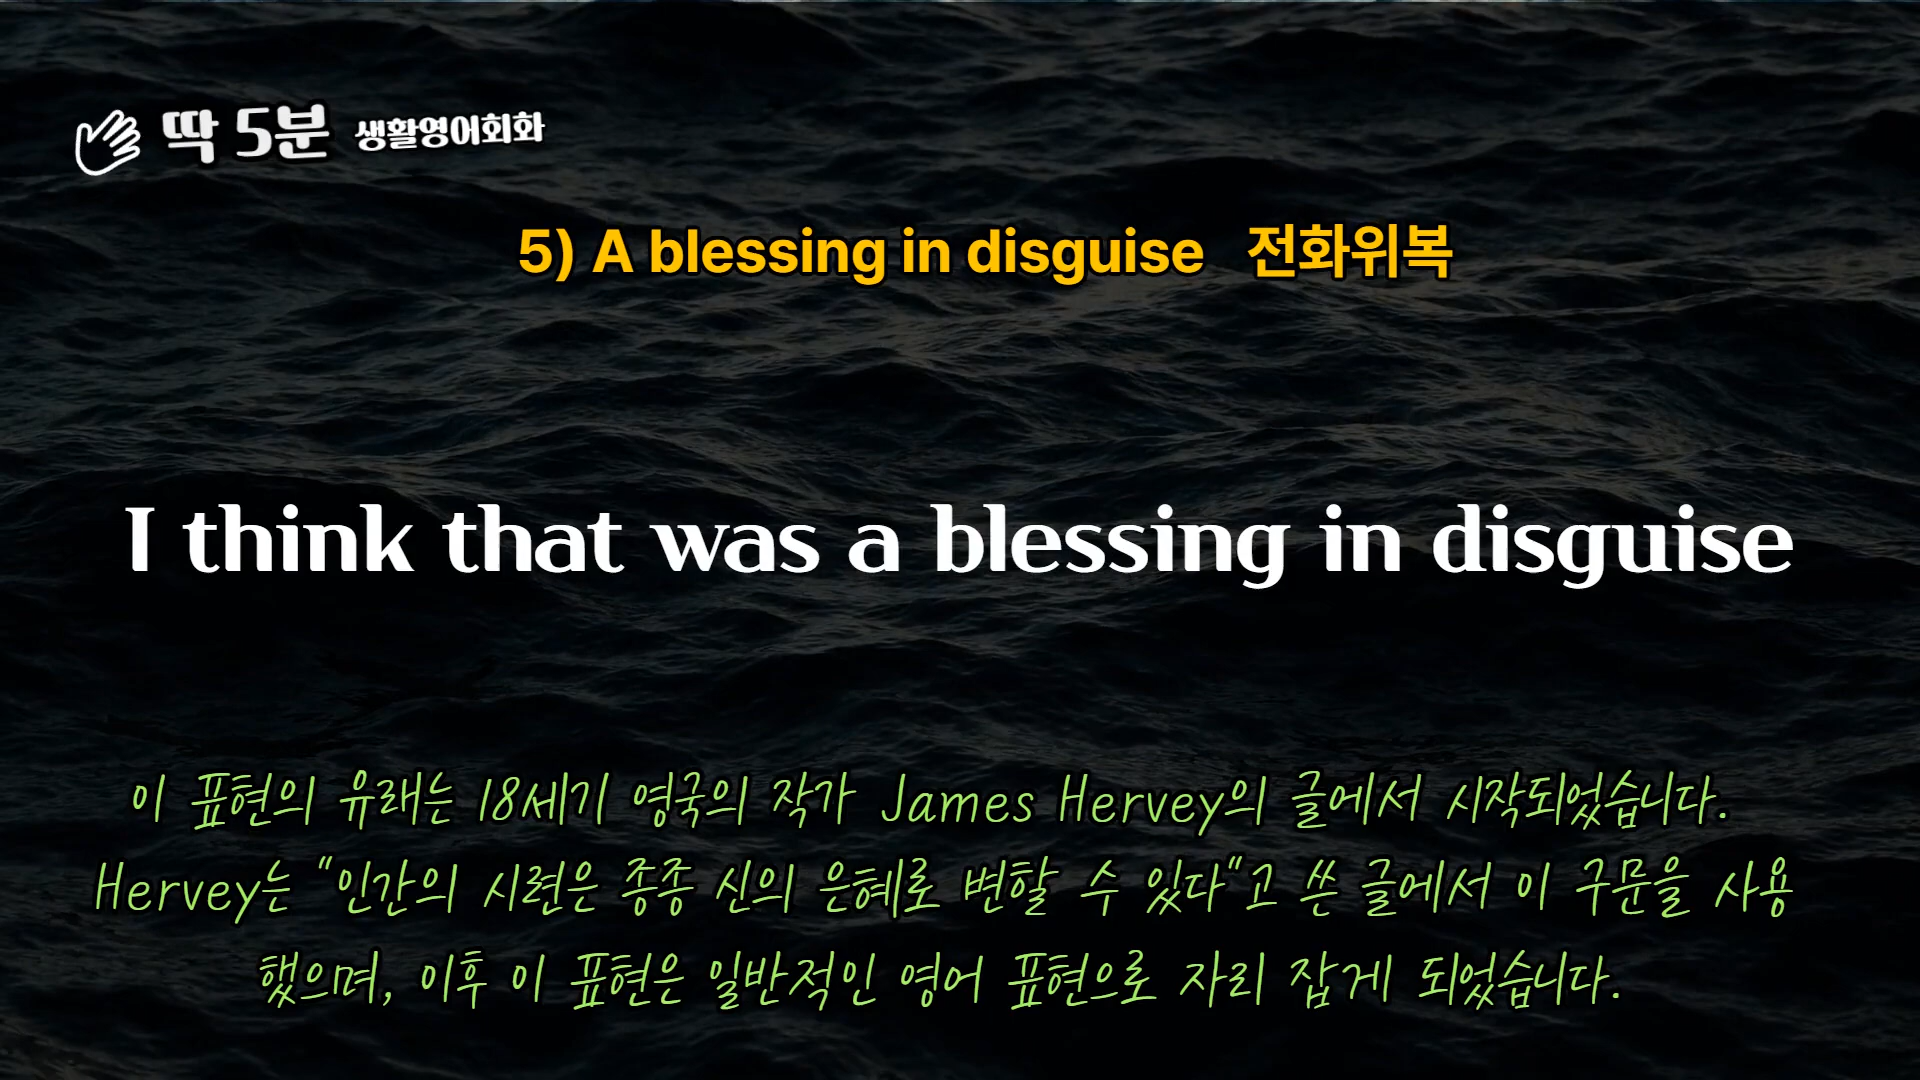 딱 5분 생활영어회화
5) A blessing in disguise 전화위복
I think that was a blessing in disguise
이 표현의 유래는 18세기 영국의 작가 James Hervey의 글에서 시작되었습니다.
Hervey는 "인간의 시련은 종종 신의 은혜로 변할 수 있다"고 쓴 글에서 이 구문을 사용
했으며, 이후 이 표현은 일반적인 영어 표현으로 자리 잡게 되었습니다.